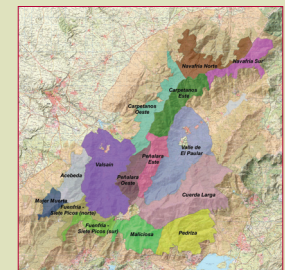 Navafría Norte
Navafría Sur
Carpetanos
Este
Carpetanos
Oeste
Valle de
El Paular
Peñalara
Este
Valsaín
Acebeda
Peñalara
Oeste
Cuerda Larga
Mujer Muerta
Fuenfría -
Siete Picos (norte)
Fuenfría -
Siete Picos (sur)
Maliciosa
Pedriza